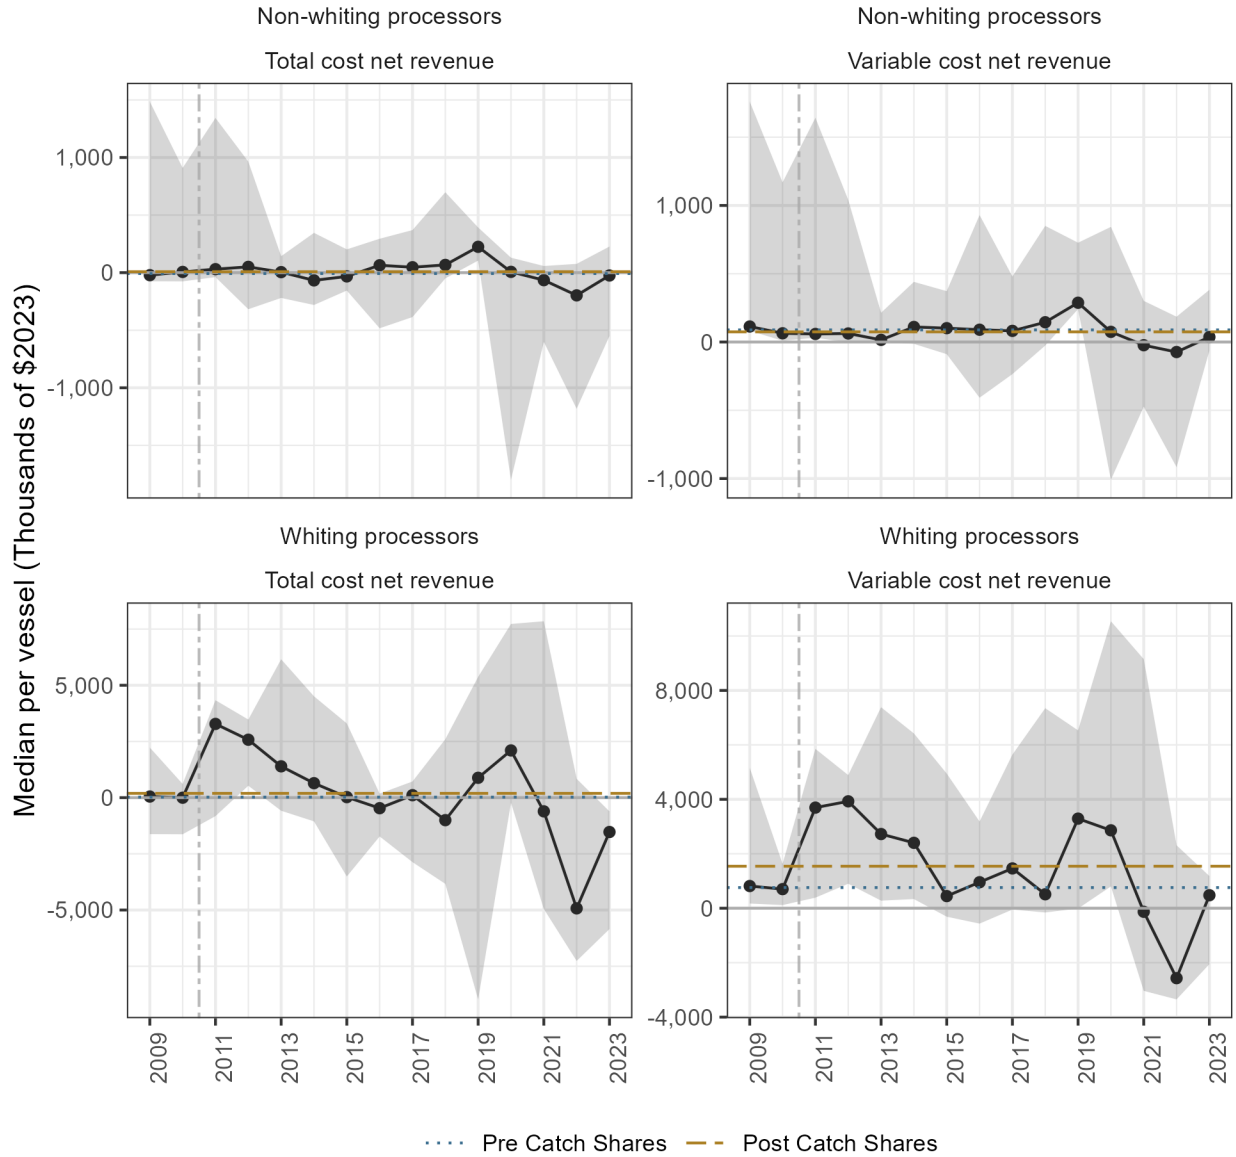 Non-whiting processors
Total cost net revenue
Non-whiting processors
Variable cost net revenue
1,000
0
-1,000
1,000
0
-1,000
Median per vessel (Thousands of $2023)
Whiting processors
Total cost net revenue
Whiting processors
Variable cost net revenue
5,000
0
-5,000
8,000
4,000
0
-4,000
2009
2011
2013
2015
2017
2019
2021
2023
2009
2011
2013
2015
2017
2019
2021
2023
Pre Catch Shares
Post Catch Shares